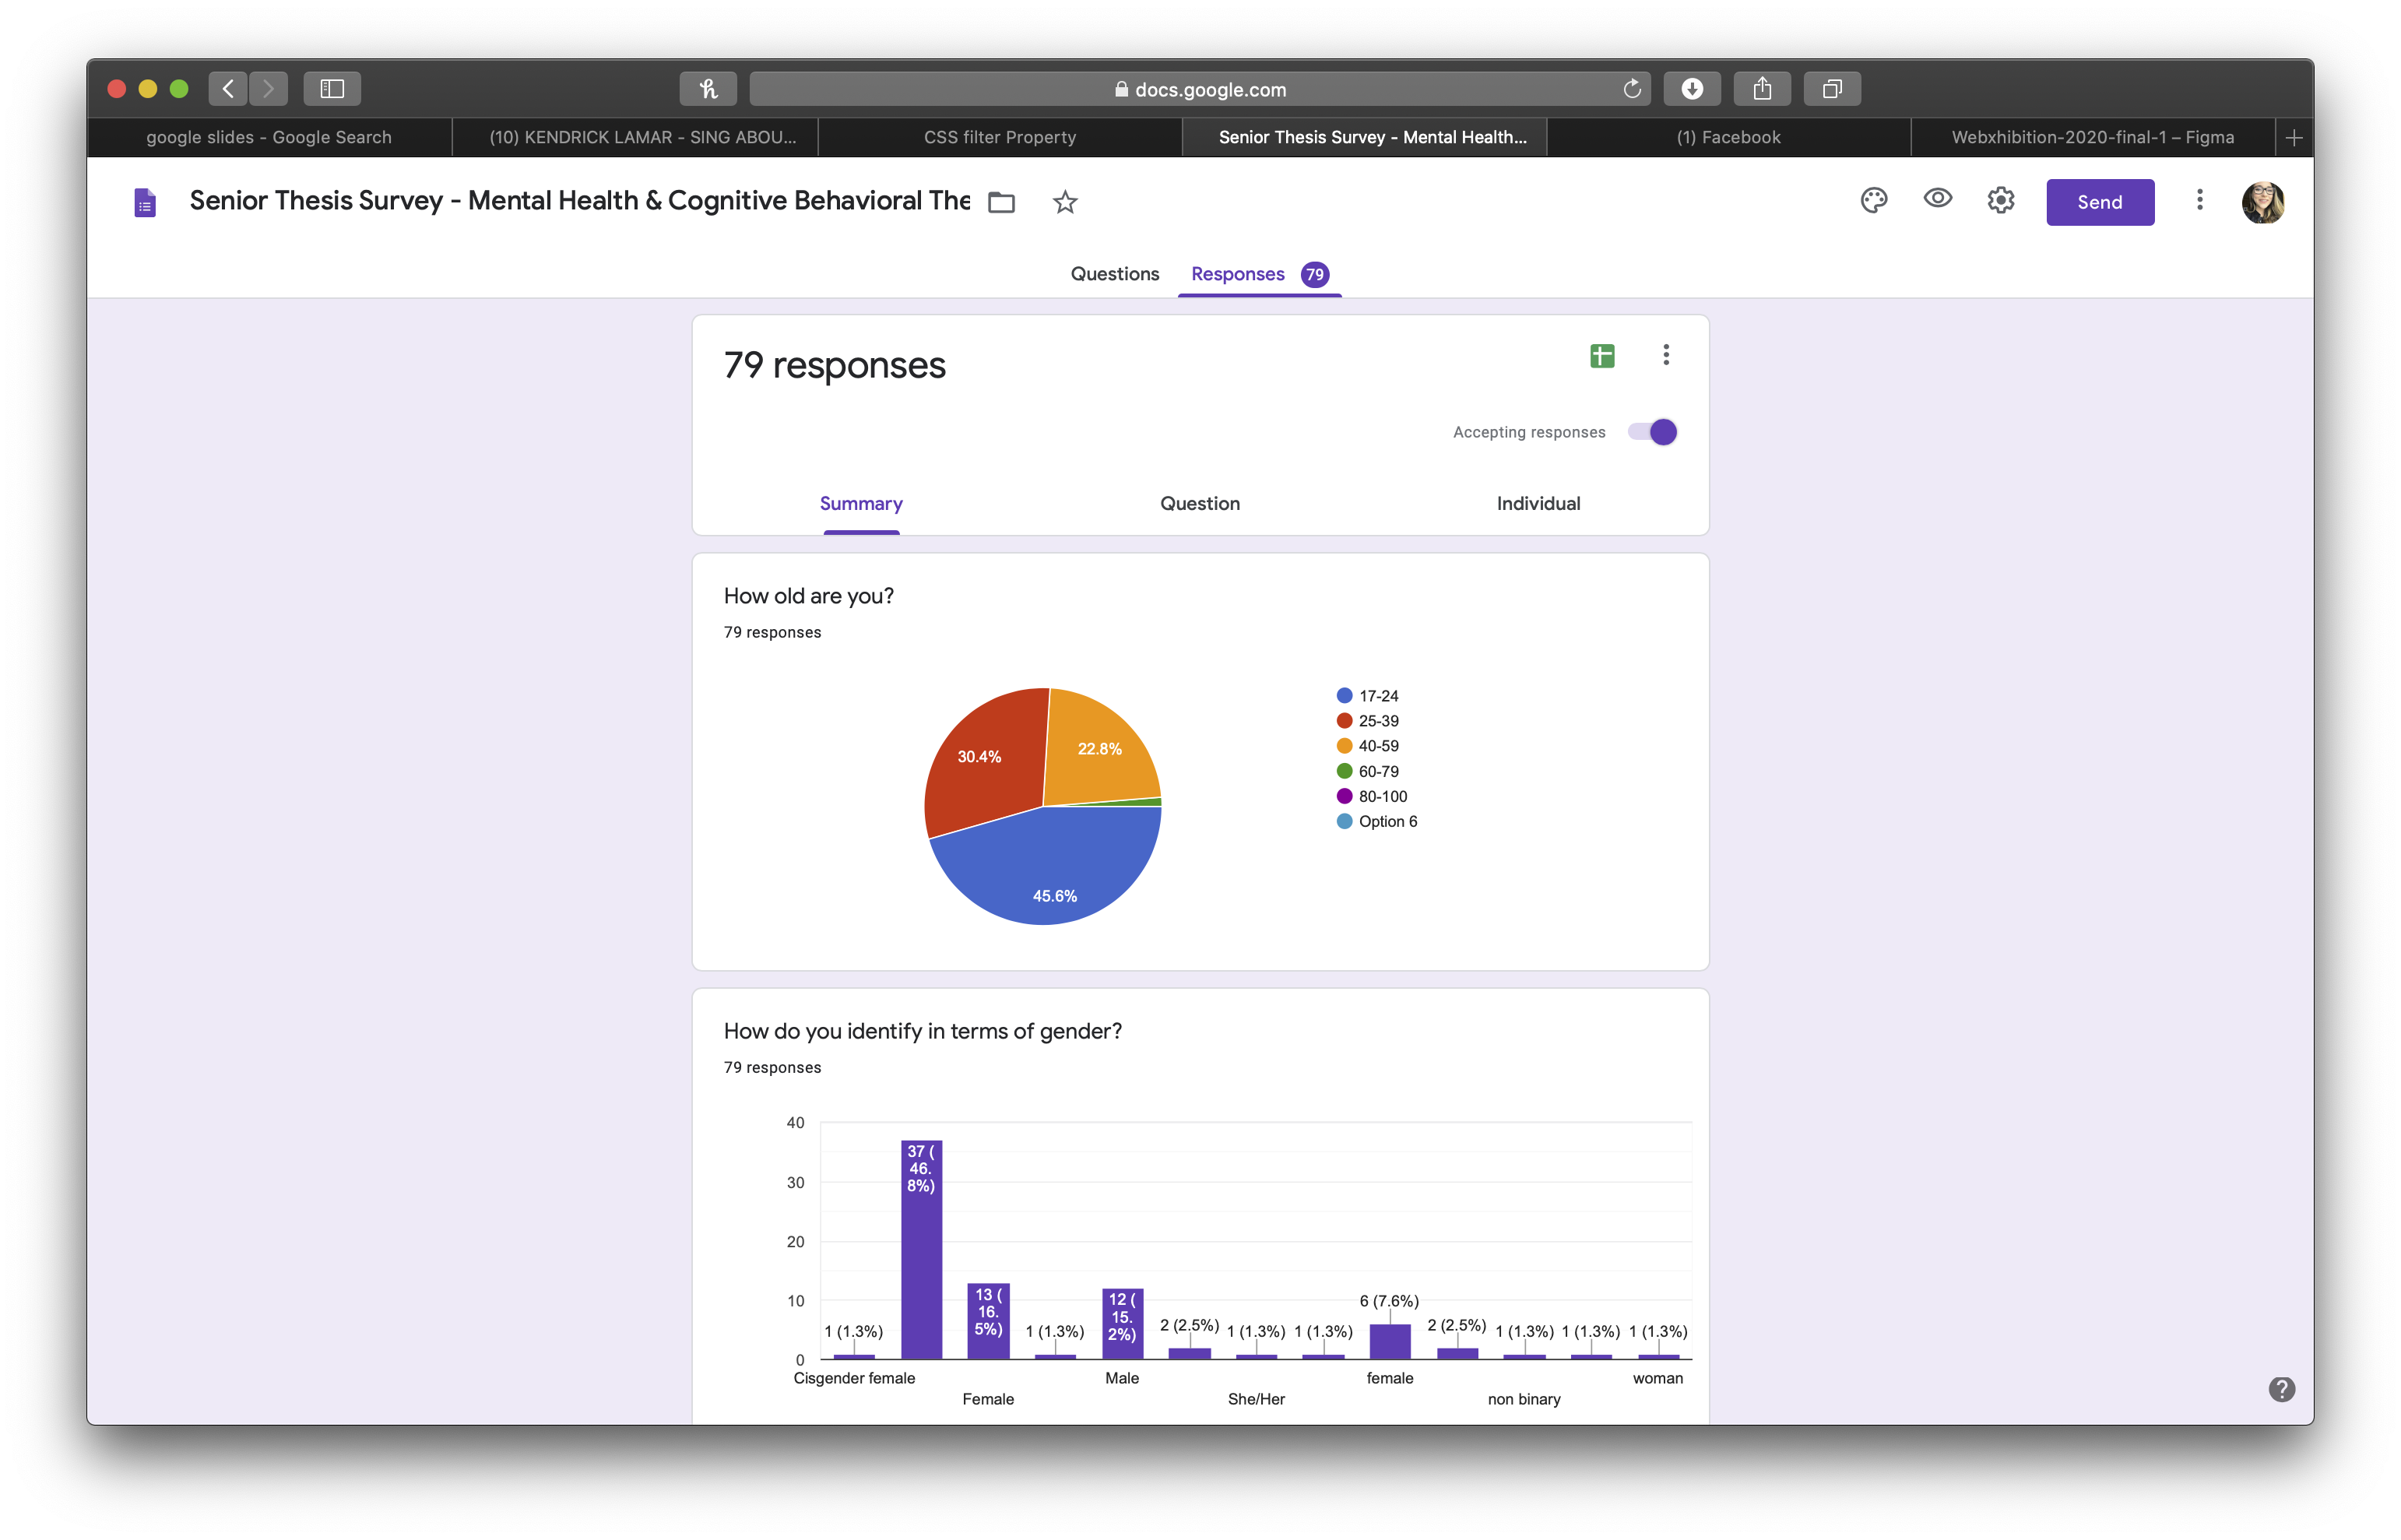 docs.google.com
google slides - Google Search
(10) KENDRICK LAMAR - SING ABOU...
CSS filter Property
Senior Thesis Survey - Mental Health...
(1) Facebook
Webxhibition-2020-final-1 – Figma
Senior Thesis Survey - Mental Health & Cognitive Behavioral The
Send
Questions
Responses 79
79 responses
Accepting responses
Summary
Question
Individual
How old are you?
79 responses
30.4%
22.8%
45.6%
17-24
25-39
40-59
60-79
80-100
Option 6
How do you identify in terms of gender?
79 responses
40
30
20
10
0
1 (1.3%)
37 (
46.
8%)
13 (
16.
5%)
1 (1.3%)
12 (
15.
2%)
2 (2.5%)
1 (1.3%)
1 (1.3%)
6 (7.6%)
2 (2.5%)
1 (1.3%)
1 (1.3%)
1 (1.3%)
Cisgender female
Female
Male
She/Her
female
non binary
woman